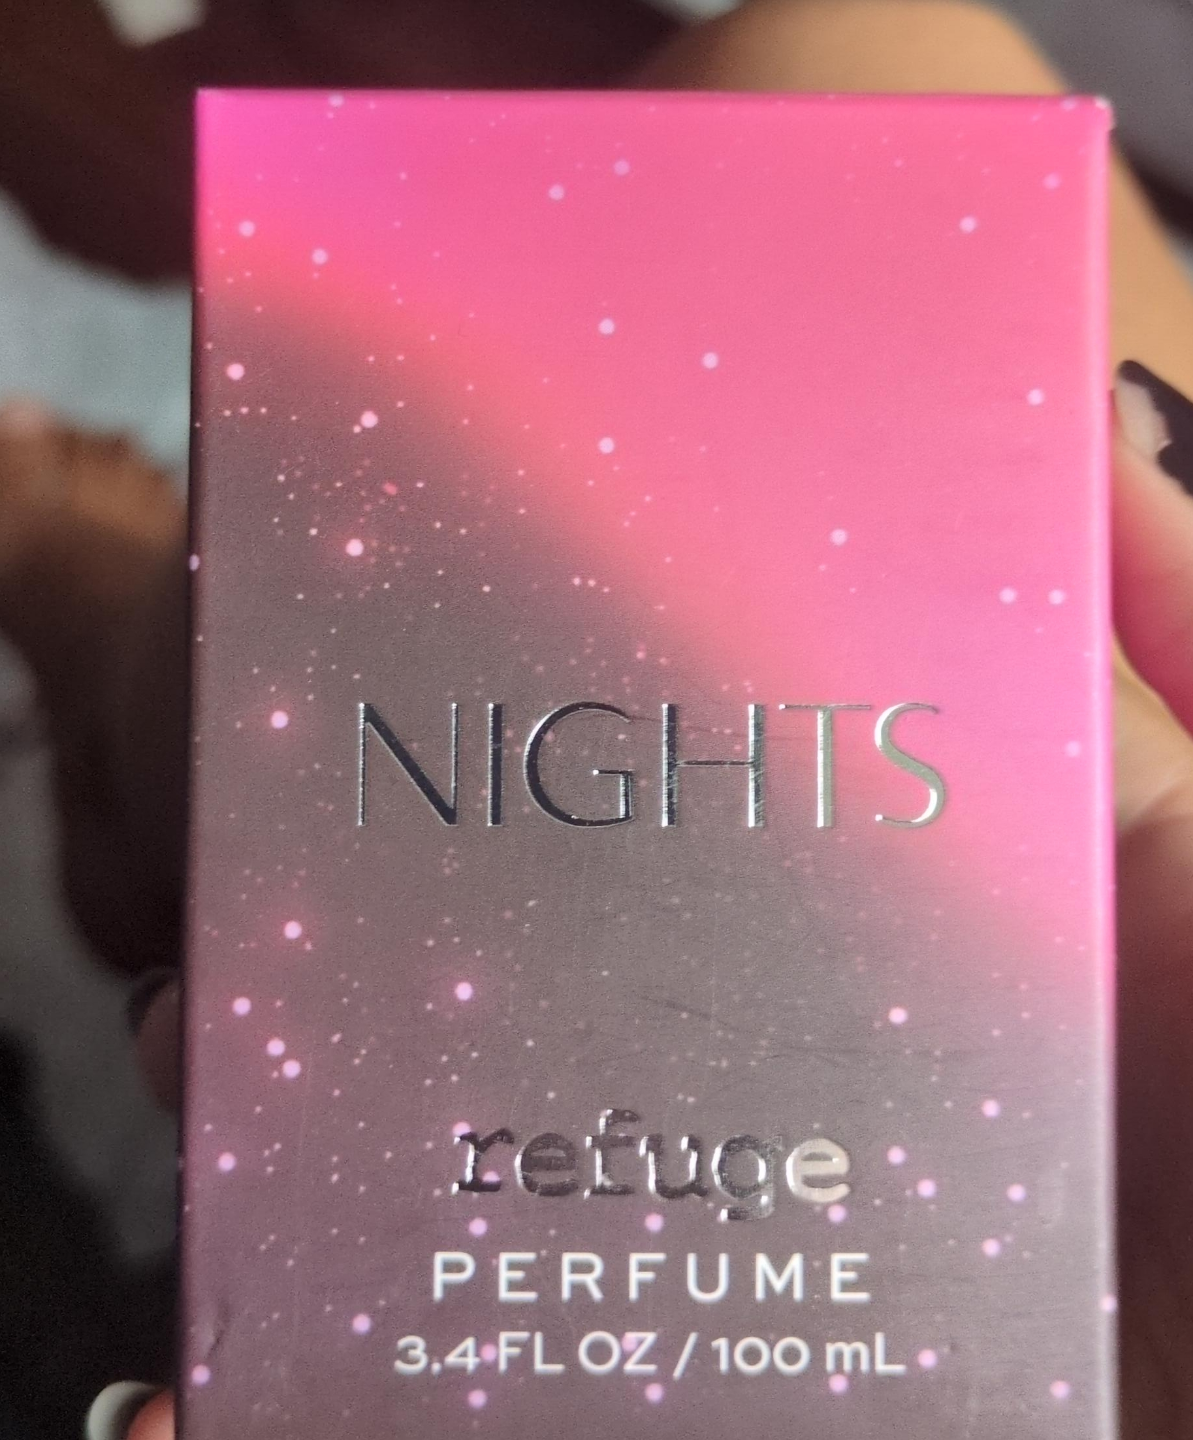 NIGHTS
refuge
PERFUME
3.4 FL OZ / 100 mL